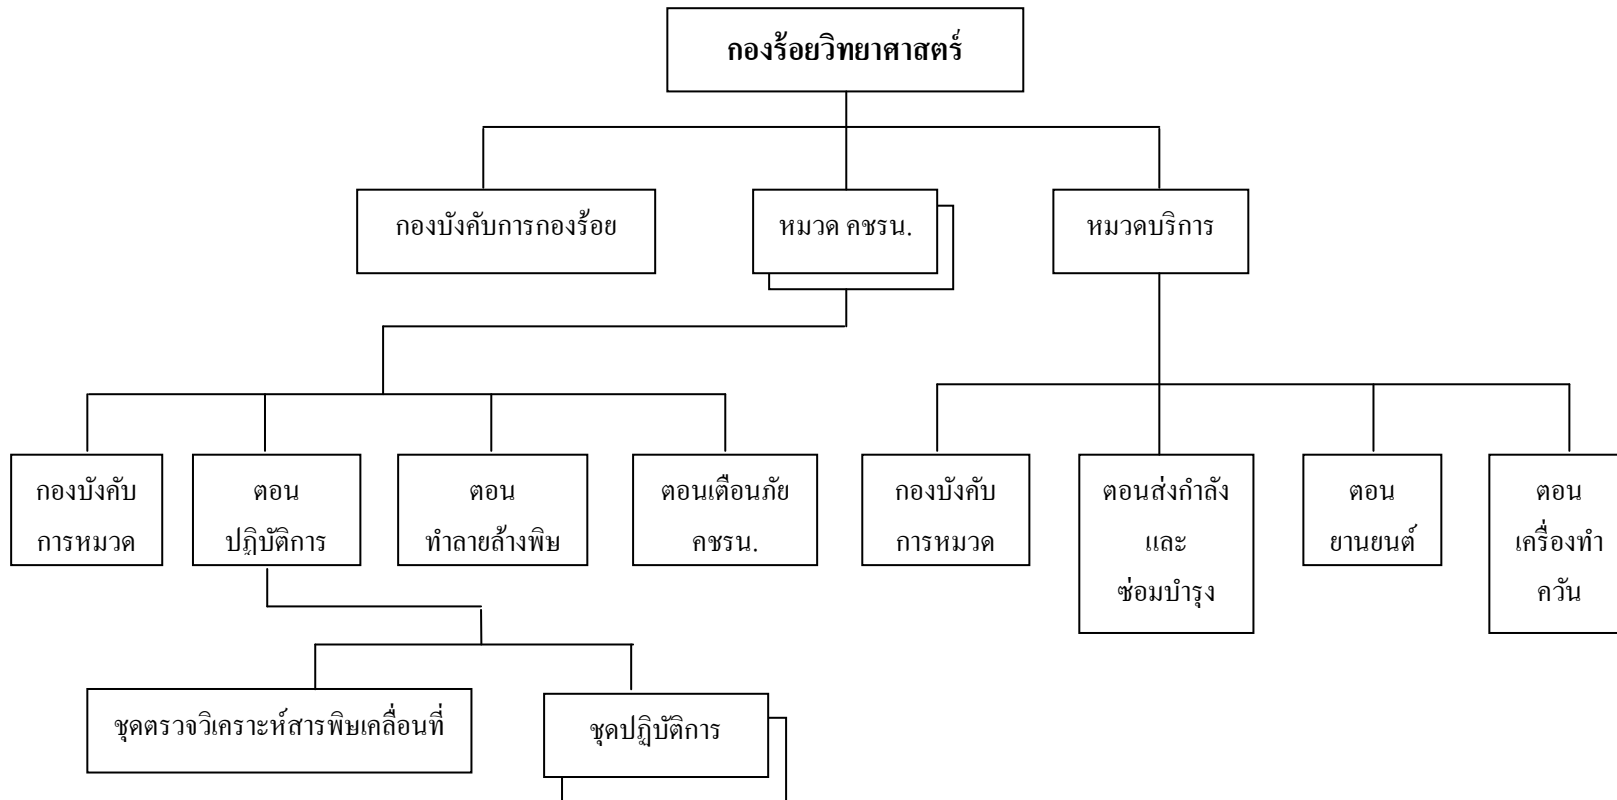 กองร้อยวิทยาศาสตร์
กองบังคับการกองร้อย
หมวด คชรน.
หมวดบริการ
กองบังคับ
การหมวด
ตอน
ปฏิบัติการ
ตอน
ทำลายล้างพิษ
ตอนเตือนภัย
คชรน.
กองบังคับ
การหมวด
ตอนส่งกำลัง
และ
ซ่อมบำรุง
ตอน
ยานยนต์
ตอน
เครื่องทำ
ควัน
ชุดตรวจวิเคราะห์สารพิษเคลื่อนที่
ชุดปฏิบัติการ